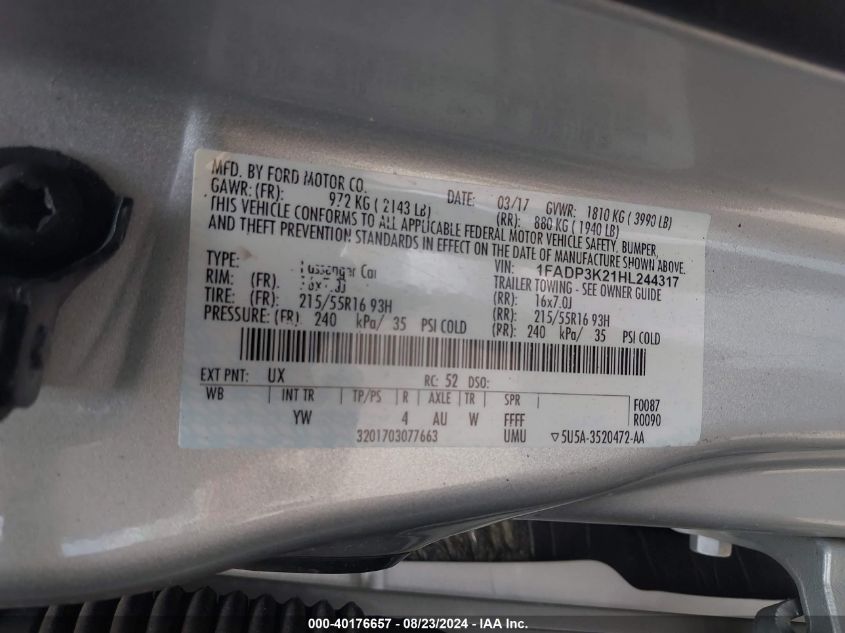 MFD. BY FORD MOTOR CO.
DATE: 03/17 GVWR: 1810 KG ( 3990 LB)
GAWR: (FR): 972 KG ( 2143 LB) (RR): 880 KG ( 1940 LB)
THIS VEHICLE CONFORMS TO ALL APPLICABLE FEDERAL MOTOR VEHICLE SAFETY, BUMPER,
AND THEFT PREVENTION STANDARDS IN EFFECT ON THE DATE OF MANUFACTURE SHOWN ABOVE.
VIN: 1FADP3K21HL244317
TYPE: Passenger Car TRAILER TOWING - SEE OWNER GUIDE
RIM: (FR) 16x7.0J (RR): 16x7.0J
TIRE: (FR) 215/55R16 93H (RR) 215/55R16 93H
PRESSURE: (FR) 240 kPa/ 35 PSI COLD (RR): 240 kPa/ 35 PSI COLD
EXT PNT: UX RC: 52 DSO:
WB INT TR TP/PS R AXLE TR SPR F0087
YW 4 AU W FFFF R0090
3201703077663 UMU ▽5U5A-3520472-AA
000-40176657 - 08/23/2024 - IAA Inc.